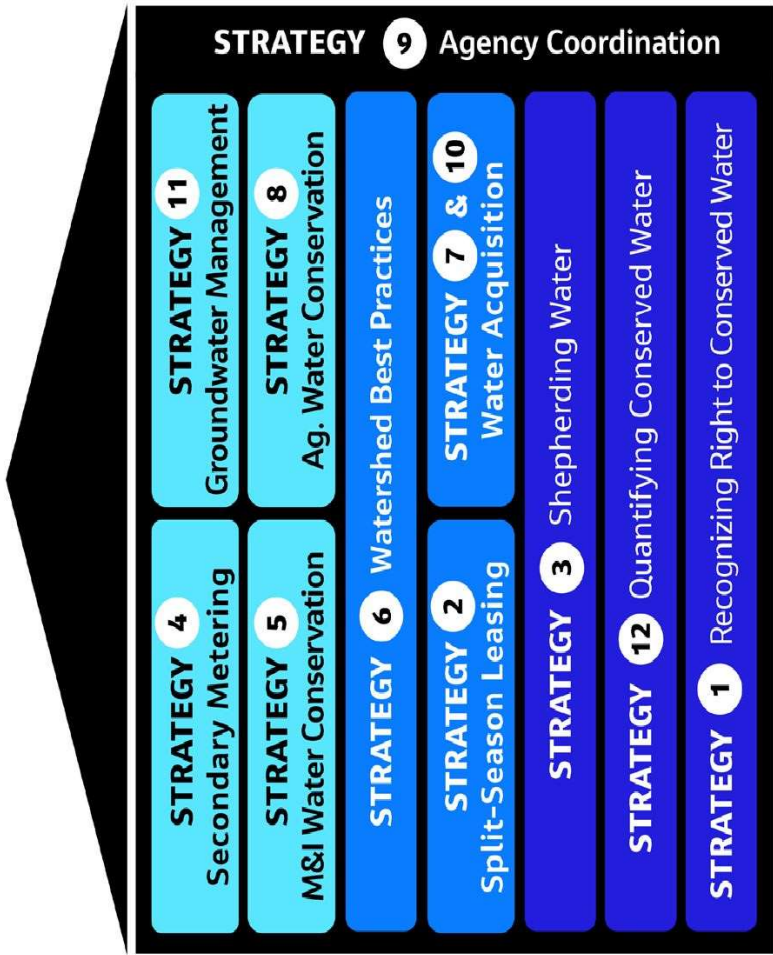 STRATEGY 9 Agency Coordination
STRATEGY 4
Secondary Metering
STRATEGY 11
Groundwater Management
STRATEGY 5
M&I Water Conservation
STRATEGY 8
Ag. Water Conservation
STRATEGY 6 Watershed Best Practices
STRATEGY 2
Split-Season Leasing
STRATEGY 7 & 10
Water Acquisition
STRATEGY 3 Shepherding Water
STRATEGY 12 Quantifying Conserved Water
STRATEGY 1 Recognizing Right to Conserved Water